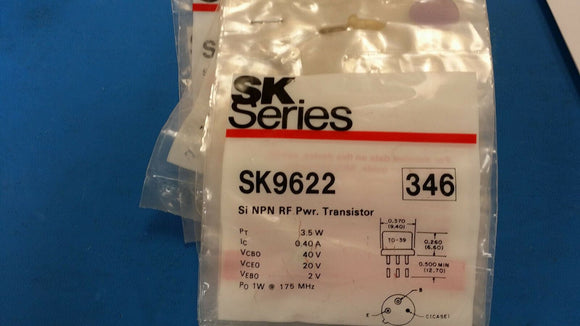 SK
Series
SK9622 346
Si NPN RF Pwr. Transistor
PT 3.5 W
IC 0.40 A
VCBO 40 V
VCEO 20 V
VEBO 2 V
PO 1W @ 175 MHz
0.370
(9.40)
TO-39
0.260
(6.60)
0.500 MIN
(12.70)
B
E
C(CASE)